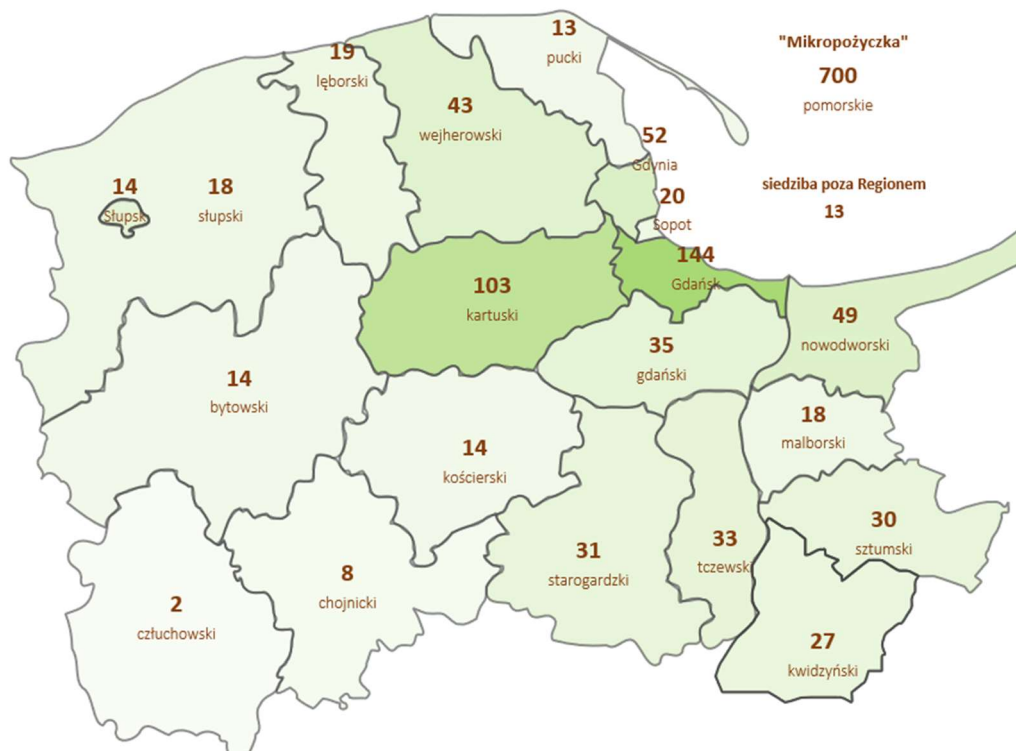 "Mikropożyczka"
700
pomorskie
siedziba poza Regionem
13
13
pucki
19
lęborski
43
wejherowski
52
Gdynia
14
Słupsk
18
słupski
20
Sopot
144
Gdańsk
103
kartuski
49
nowodworski
35
gdański
14
bytowski
18
malborski
14
kościerski
30
sztumski
33
tczewski
31
starogardzki
8
chojnicki
2
człuchowski
27
kwidzyński